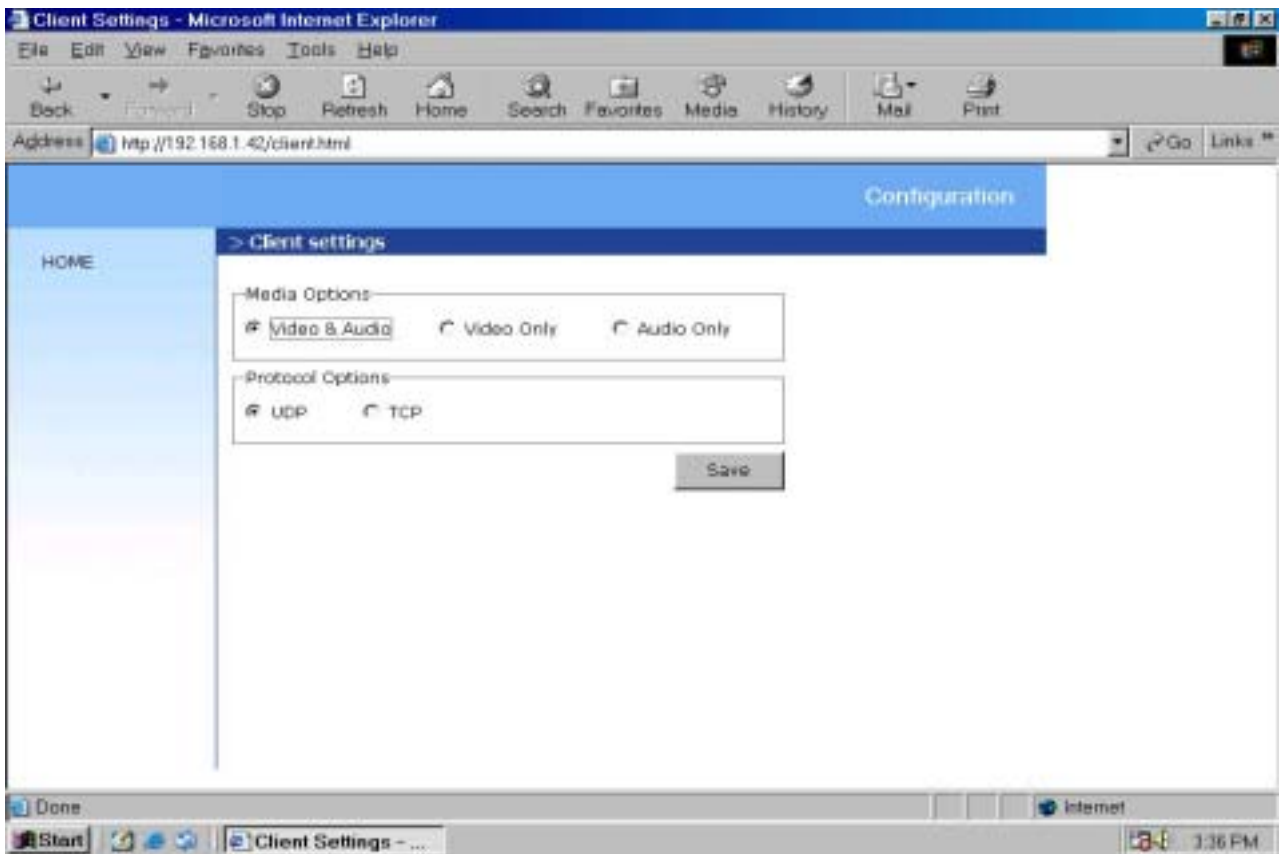 Client Settings - Microsoft Internet Explorer
File Edit View Favorites Tools Help
Back Forward Stop Refresh Home Search Favorites Media History Mail Print
Address http://192.168.1.42/client.html Go Links »
Configuration
> Client settings
HOME
Media Options
Video & Audio Video Only Audio Only
Protocol Options
UDP TCP
Save
Done Internet
Start Client Settings - ... 3:36 PM